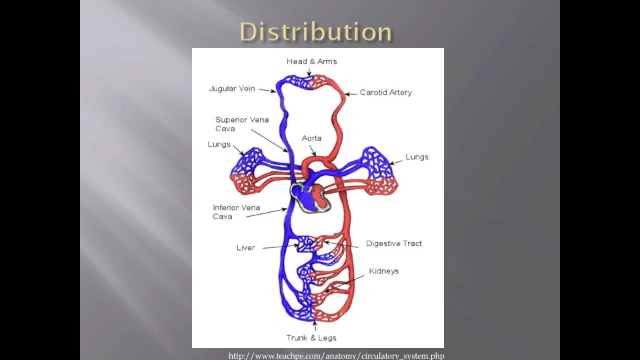 Distribution
Head & Arms
Jugular Vein
Carotid Artery
Superior Vena
Cava
Aorta
Lungs
Lungs
Inferior Vena
Cava
Liver
Digestive Tract
Kidneys
Trunk & Legs
http://www.teachpe.com/anatomy/circulatory_system.php